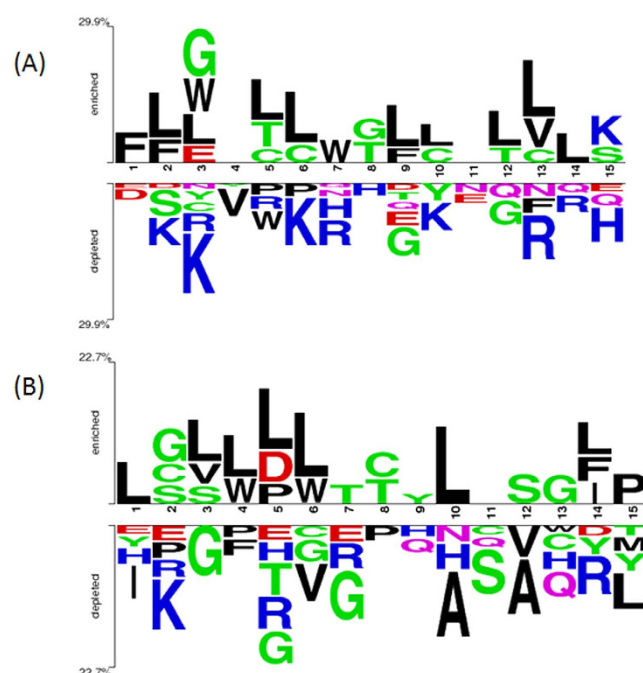 (A)
29.9%
enriched
G
L W L L L
F F L E T C L C W G T L F L C L T V C L K S
1 2 3 4 5 6 7 8 9 10 11 12 13 14 15
D D N P P H D Y N Q N Q E
S Y V R K H T K E G F R Q
K C W R Q R H
R E
K G
depleted
29.9%
(B)
22.7%
enriched
L
G L L D L C L L
L C V W P W T T Y S G F P
S S I
1 2 3 4 5 6 7 8 9 10 11 12 13 14 15
E E G P E C E P H N C V W D T
Y P F H G R Q H Q A C Y M
H R T V G A S H R Y
I K R Q L
G
depleted
22.7%